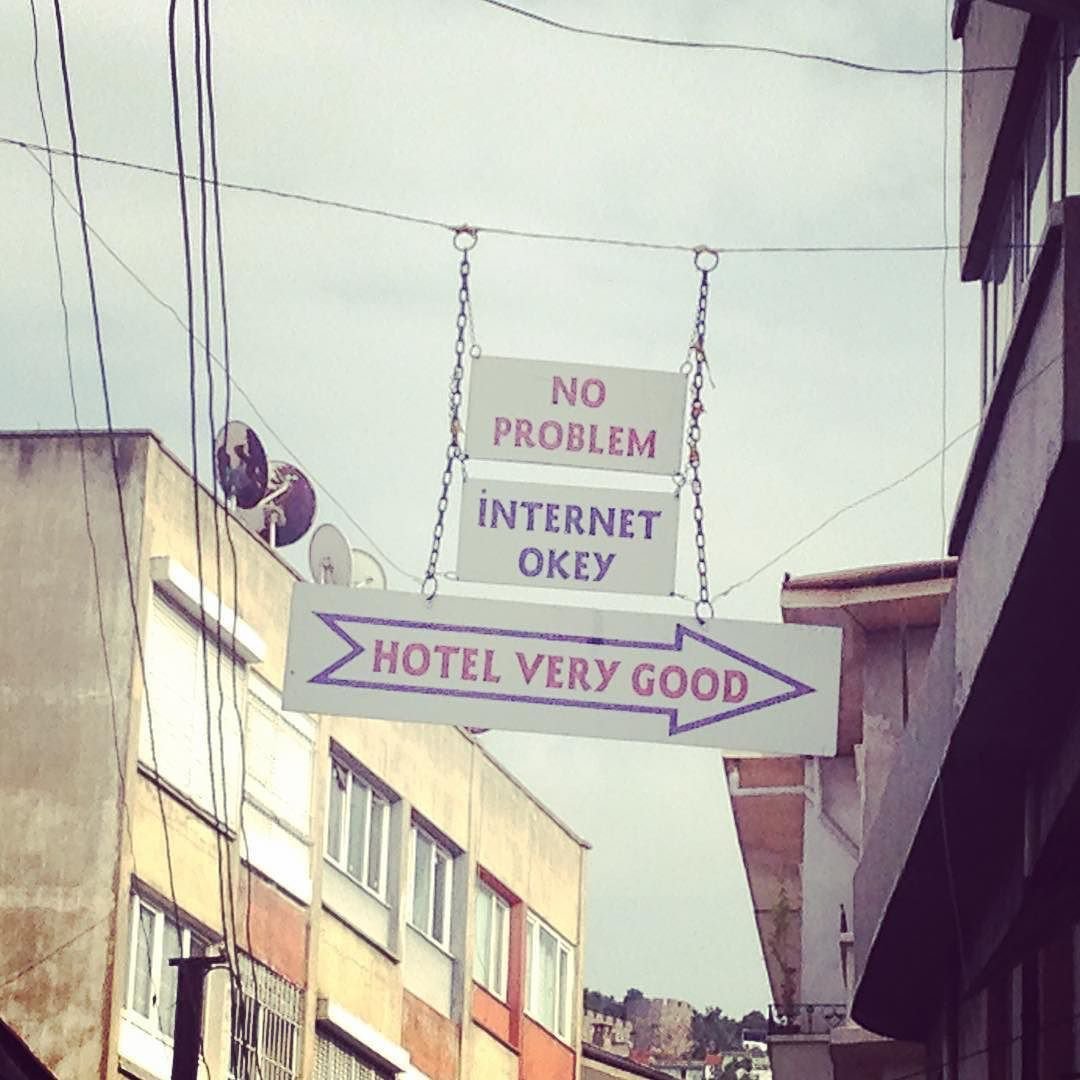 NO
PROBLEM
İNTERNET
OKEY
HOTEL VERY GOOD